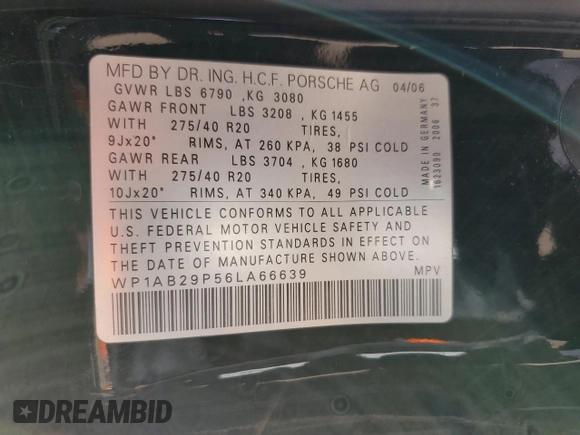 MFD BY DR. ING. H.C.F. PORSCHE AG 04/06
GVWR LBS 6790 , KG 3080
GAWR FRONT LBS 3208 , KG 1455
WITH 275/40 R20 TIRES,
9Jx20" RIMS, AT 260 KPA, 38 PSI COLD
GAWR REAR LBS 3704 , KG 1680
WITH 275/40 R20 TIRES,
10Jx20" RIMS, AT 340 KPA, 49 PSI COLD
THIS VEHICLE CONFORMS TO ALL APPLICABLE
U.S. FEDERAL MOTOR VEHICLE SAFETY AND
THEFT PREVENTION STANDARDS IN EFFECT ON
THE DATE OF MANUFACTURE SHOWN ABOVE.
WP1AB29P56LA66639 MPV
MADE IN GERMANY
1623090 2006 37
DREAMBID